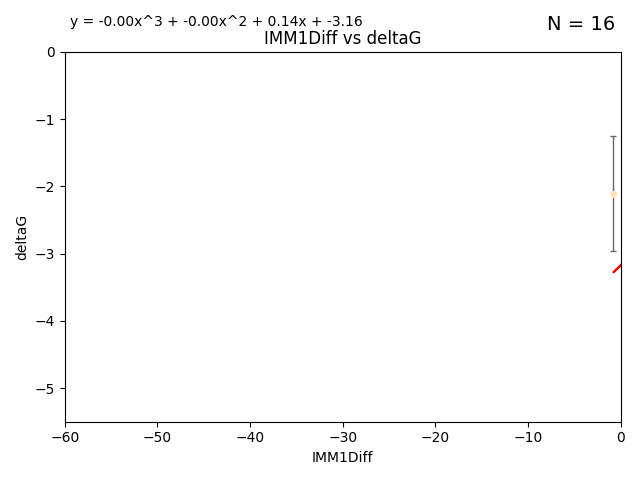 y = -0.00x^3 + -0.00x^2 + 0.14x + -3.16
N = 16
IMM1Diff vs deltaG
0
−1
−2
−3
−4
−5
deltaG
−60
−50
−40
−30
−20
−10
0
IMM1Diff